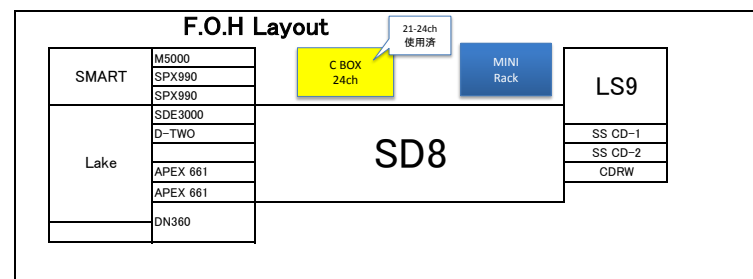 F.O.H Layout
21-24ch
使用済
M5000
SMART
SPX990
SPX990
C BOX
24ch
MINI
Rack
LS9
SDE3000
D-TWO
Lake
APEX 661
APEX 661
DN360
SD8
SS CD-1
SS CD-2
CDRW